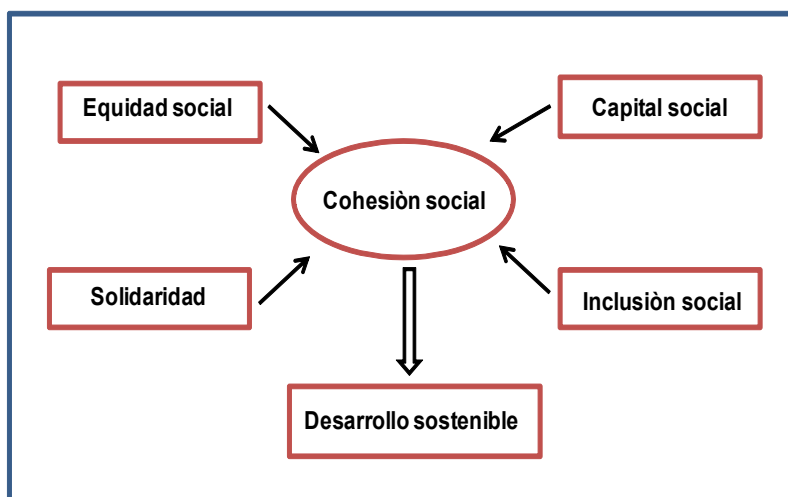 Equidad social
Capital social
Cohesiòn social
Solidaridad
Inclusiòn social
Desarrollo sostenible